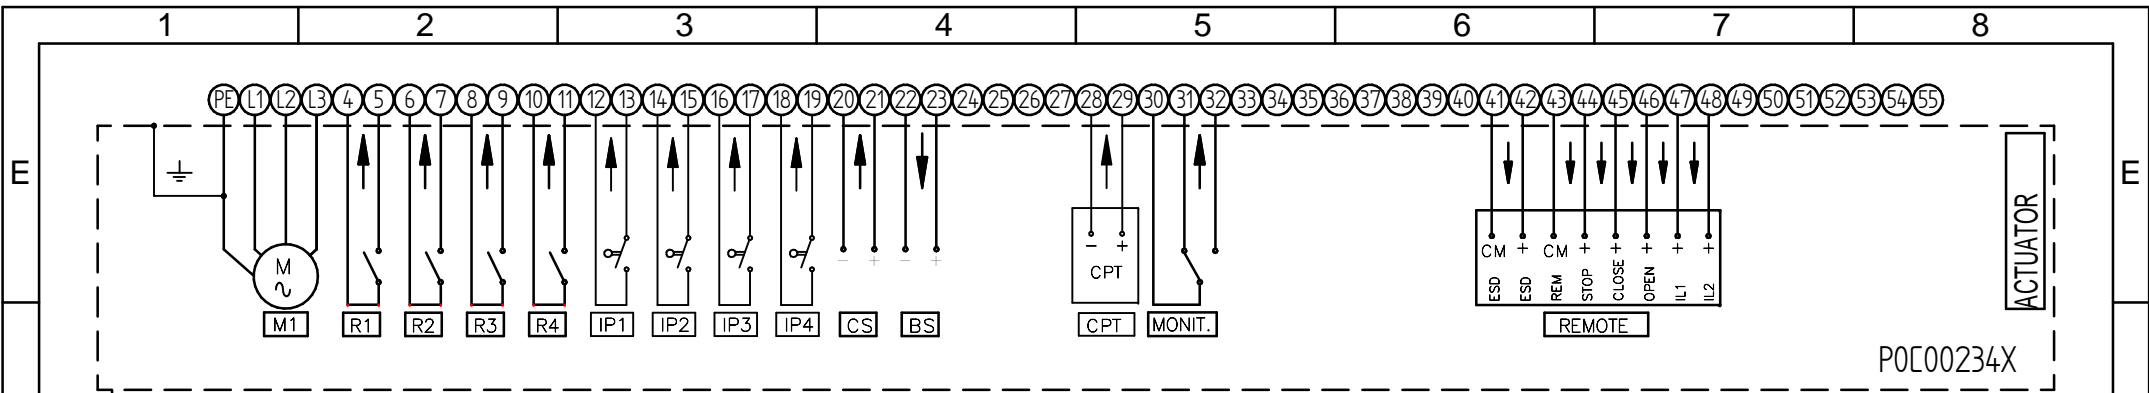 1 2 3 4 5 6 7 8
PE L1 L2 L3 4 5 6 7 8 9 10 11 12 13 14 15 16 17 18 19 20 21 22 23 24 25 26 27 28 29 30 31 32 33 34 35 36 37 38 39 40 41 42 43 44 45 46 47 48 49 50 51 52 53 54 55
E E
ACTUATOR
M
- + - +
- +
CPT
CM + CM + + + + +
ESD ESD REM STOP CLOSE OPEN IL1 IL2
M1 R1 R2 R3 R4 IP1 IP2 IP3 IP4 CS BS CPT MONIT. REMOTE
P0C00234X